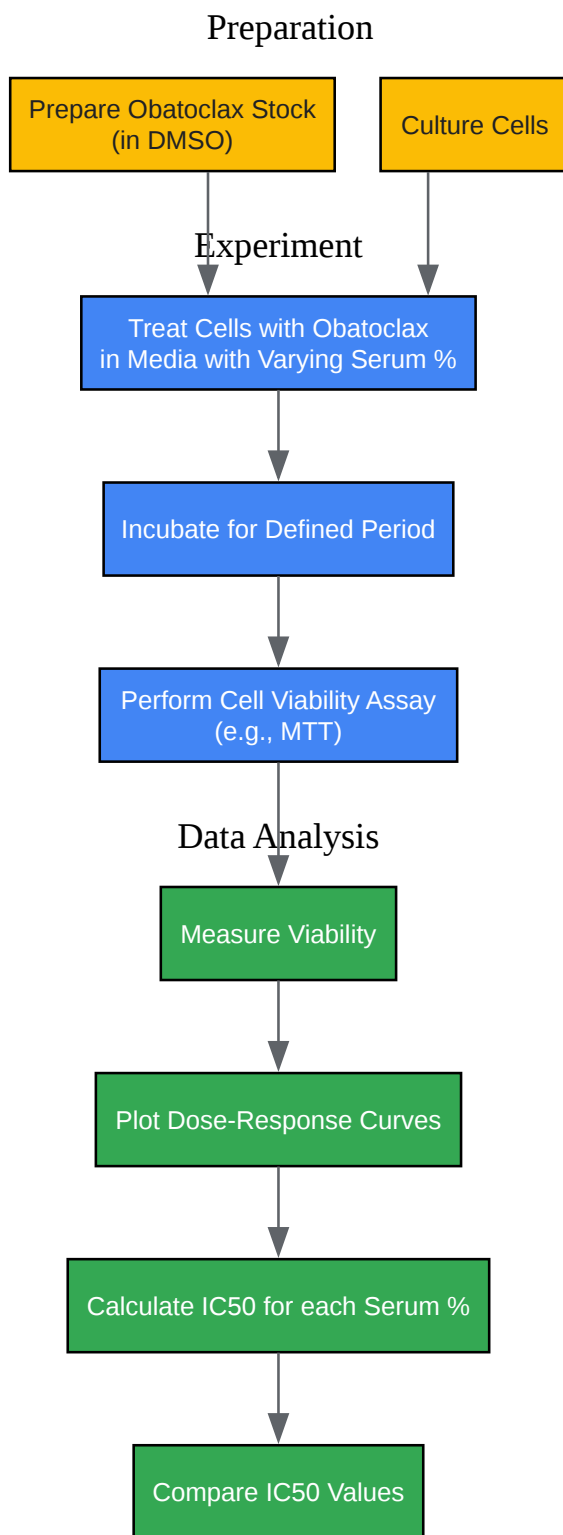 Preparation
Prepare Obatoclax Stock
(in DMSO)
Culture Cells
Experiment
Treat Cells with Obatoclax
in Media with Varying Serum %
Incubate for Defined Period
Perform Cell Viability Assay
(e.g., MTT)
Data Analysis
Measure Viability
Plot Dose-Response Curves
Calculate IC50 for each Serum %
Compare IC50 Values